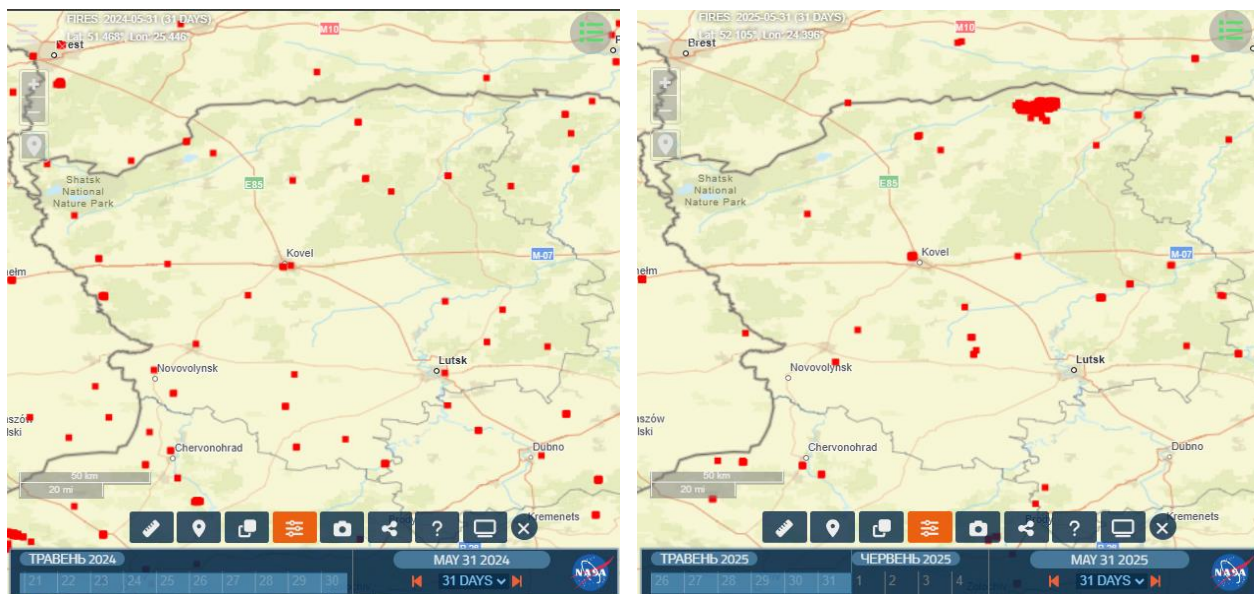 FIRES: 2024-05-31 (31 DAYS)
Lat: 51.468°, Lon: 25.446°
M10
Brest
E85
Shatsk
National
Nature Park
Kovel
M-07
Lutsk
Novovolynsk
Chervonohrad
Dubno
50 km
20 mi
Kremenets
ТРАВЕНЬ 2024
MAY 31 2024
21 22 23 24 25 26 27 28 29 30 31
31 DAYS
NASA
FIRES: 2025-05-31 (31 DAYS)
Lat: 52.105°, Lon: 24.396°
M10
Brest
E85
Shatsk
National
Nature Park
Kovel
M-07
Lutsk
Novovolynsk
Chervonohrad
Dubno
50 km
20 mi
Kremenets
ТРАВЕНЬ 2025
ЧЕРВЕНЬ 2025
MAY 31 2025
26 27 28 29 30 31 1 2 3 4
31 DAYS
NASA